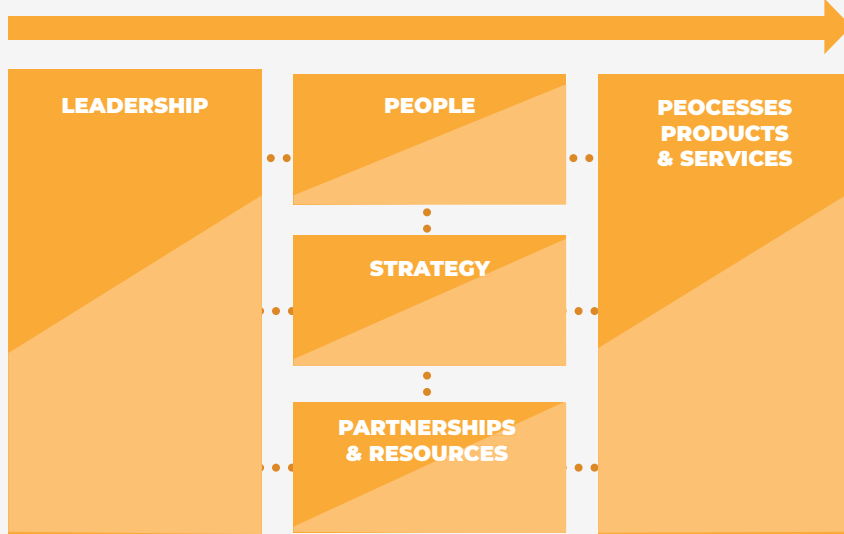 LEADERSHIP
PEOPLE
PEOCESSES
PRODUCTS
& SERVICES
STRATEGY
PARTNERSHIPS
& RESOURCES